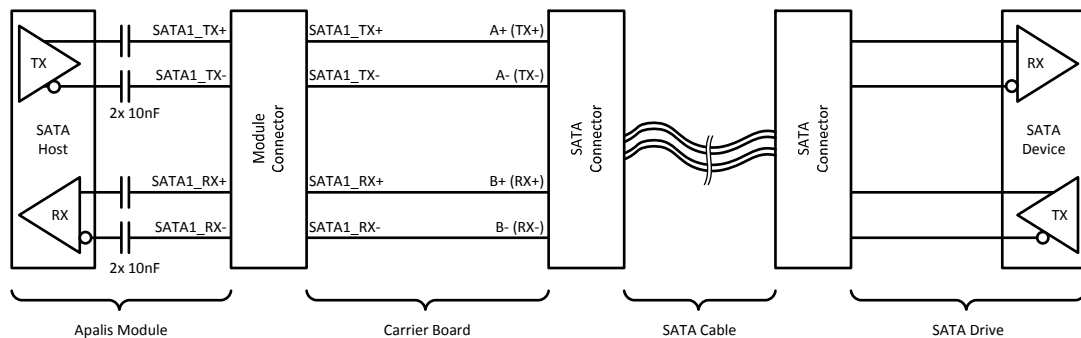 TX
SATA
Host
RX
SATA1_TX+
SATA1_TX-
2x 10nF
SATA1_RX+
SATA1_RX-
2x 10nF
Module
Connector
SATA1_TX+
SATA1_TX-
SATA1_RX+
SATA1_RX-
A+ (TX+)
A- (TX-)
B+ (RX+)
B- (RX-)
SATA
Connector
SATA
Connector
RX
SATA
Device
TX
Apalis Module
Carrier Board
SATA Cable
SATA Drive